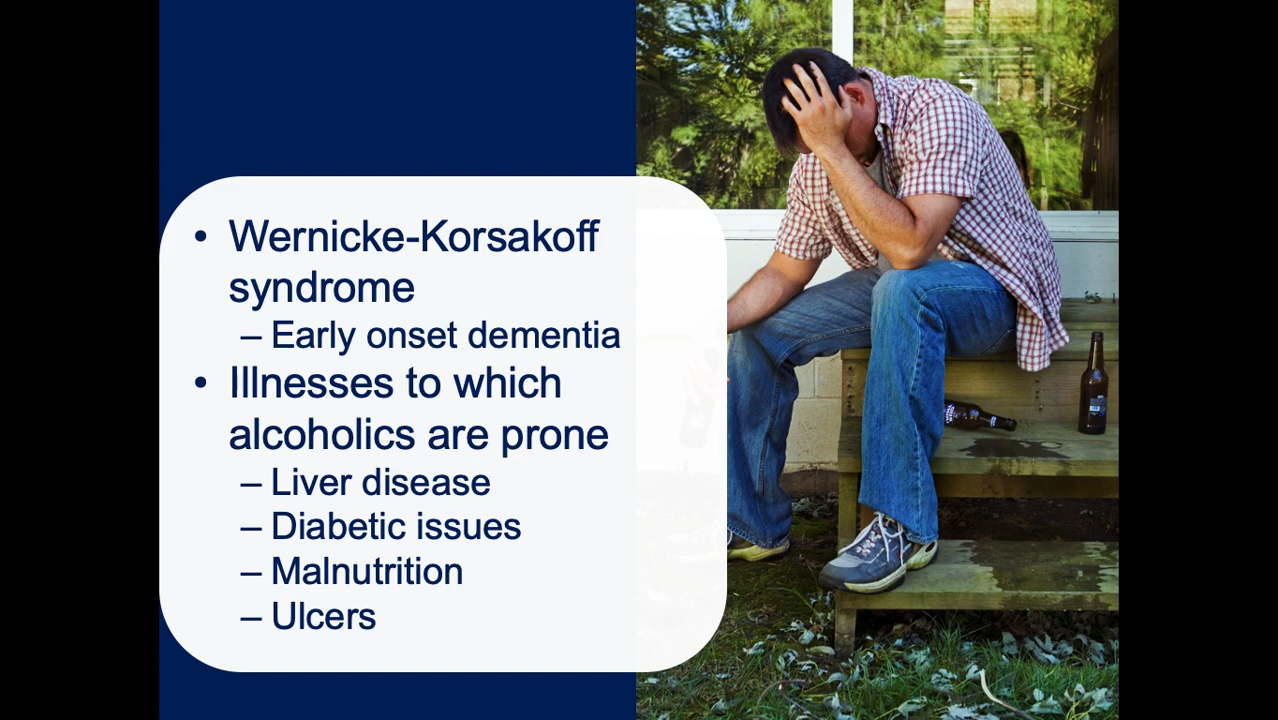 • Wernicke-Korsakoff
syndrome
– Early onset dementia
• Illnesses to which
alcoholics are prone
– Liver disease
– Diabetic issues
– Malnutrition
– Ulcers